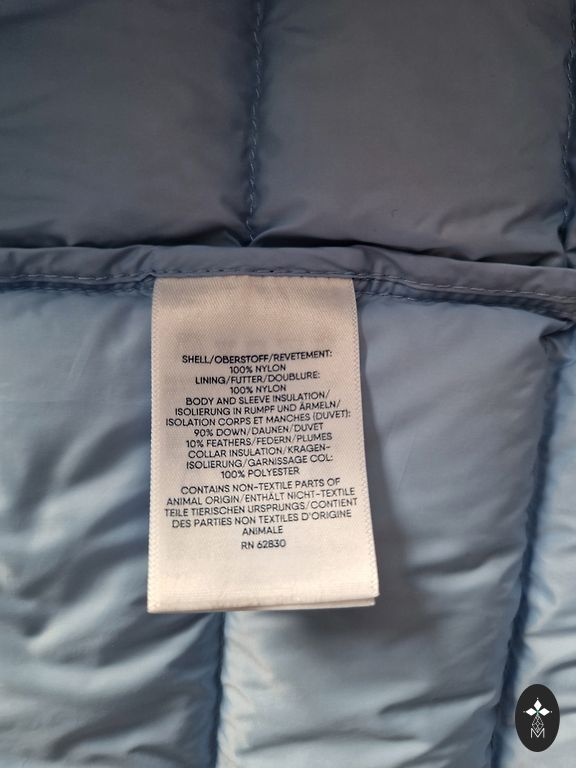 SHELL/OBERSTOFF/REVETEMENT:
100% NYLON
LINING/FUTTER/DOUBLURE:
100% NYLON
BODY AND SLEEVE INSULATION/
ISOLIERUNG IN RUMPF UND ÄRMELN/
ISOLATION CORPS ET MANCHES (DUVET):
90% DOWN/DAUNEN/DUVET
10% FEATHERS/FEDERN/PLUMES
COLLAR INSULATION/KRAGEN-
ISOLIERUNG/GARNISSAGE COL:
100% POLYESTER
CONTAINS NON-TEXTILE PARTS OF
ANIMAL ORIGIN/ENTHÄLT NICHT-TEXTILE
TEILE TIERISCHEN URSPRUNGS/CONTIENT
DES PARTIES NON TEXTILES D'ORIGINE
ANIMALE
RN 62830